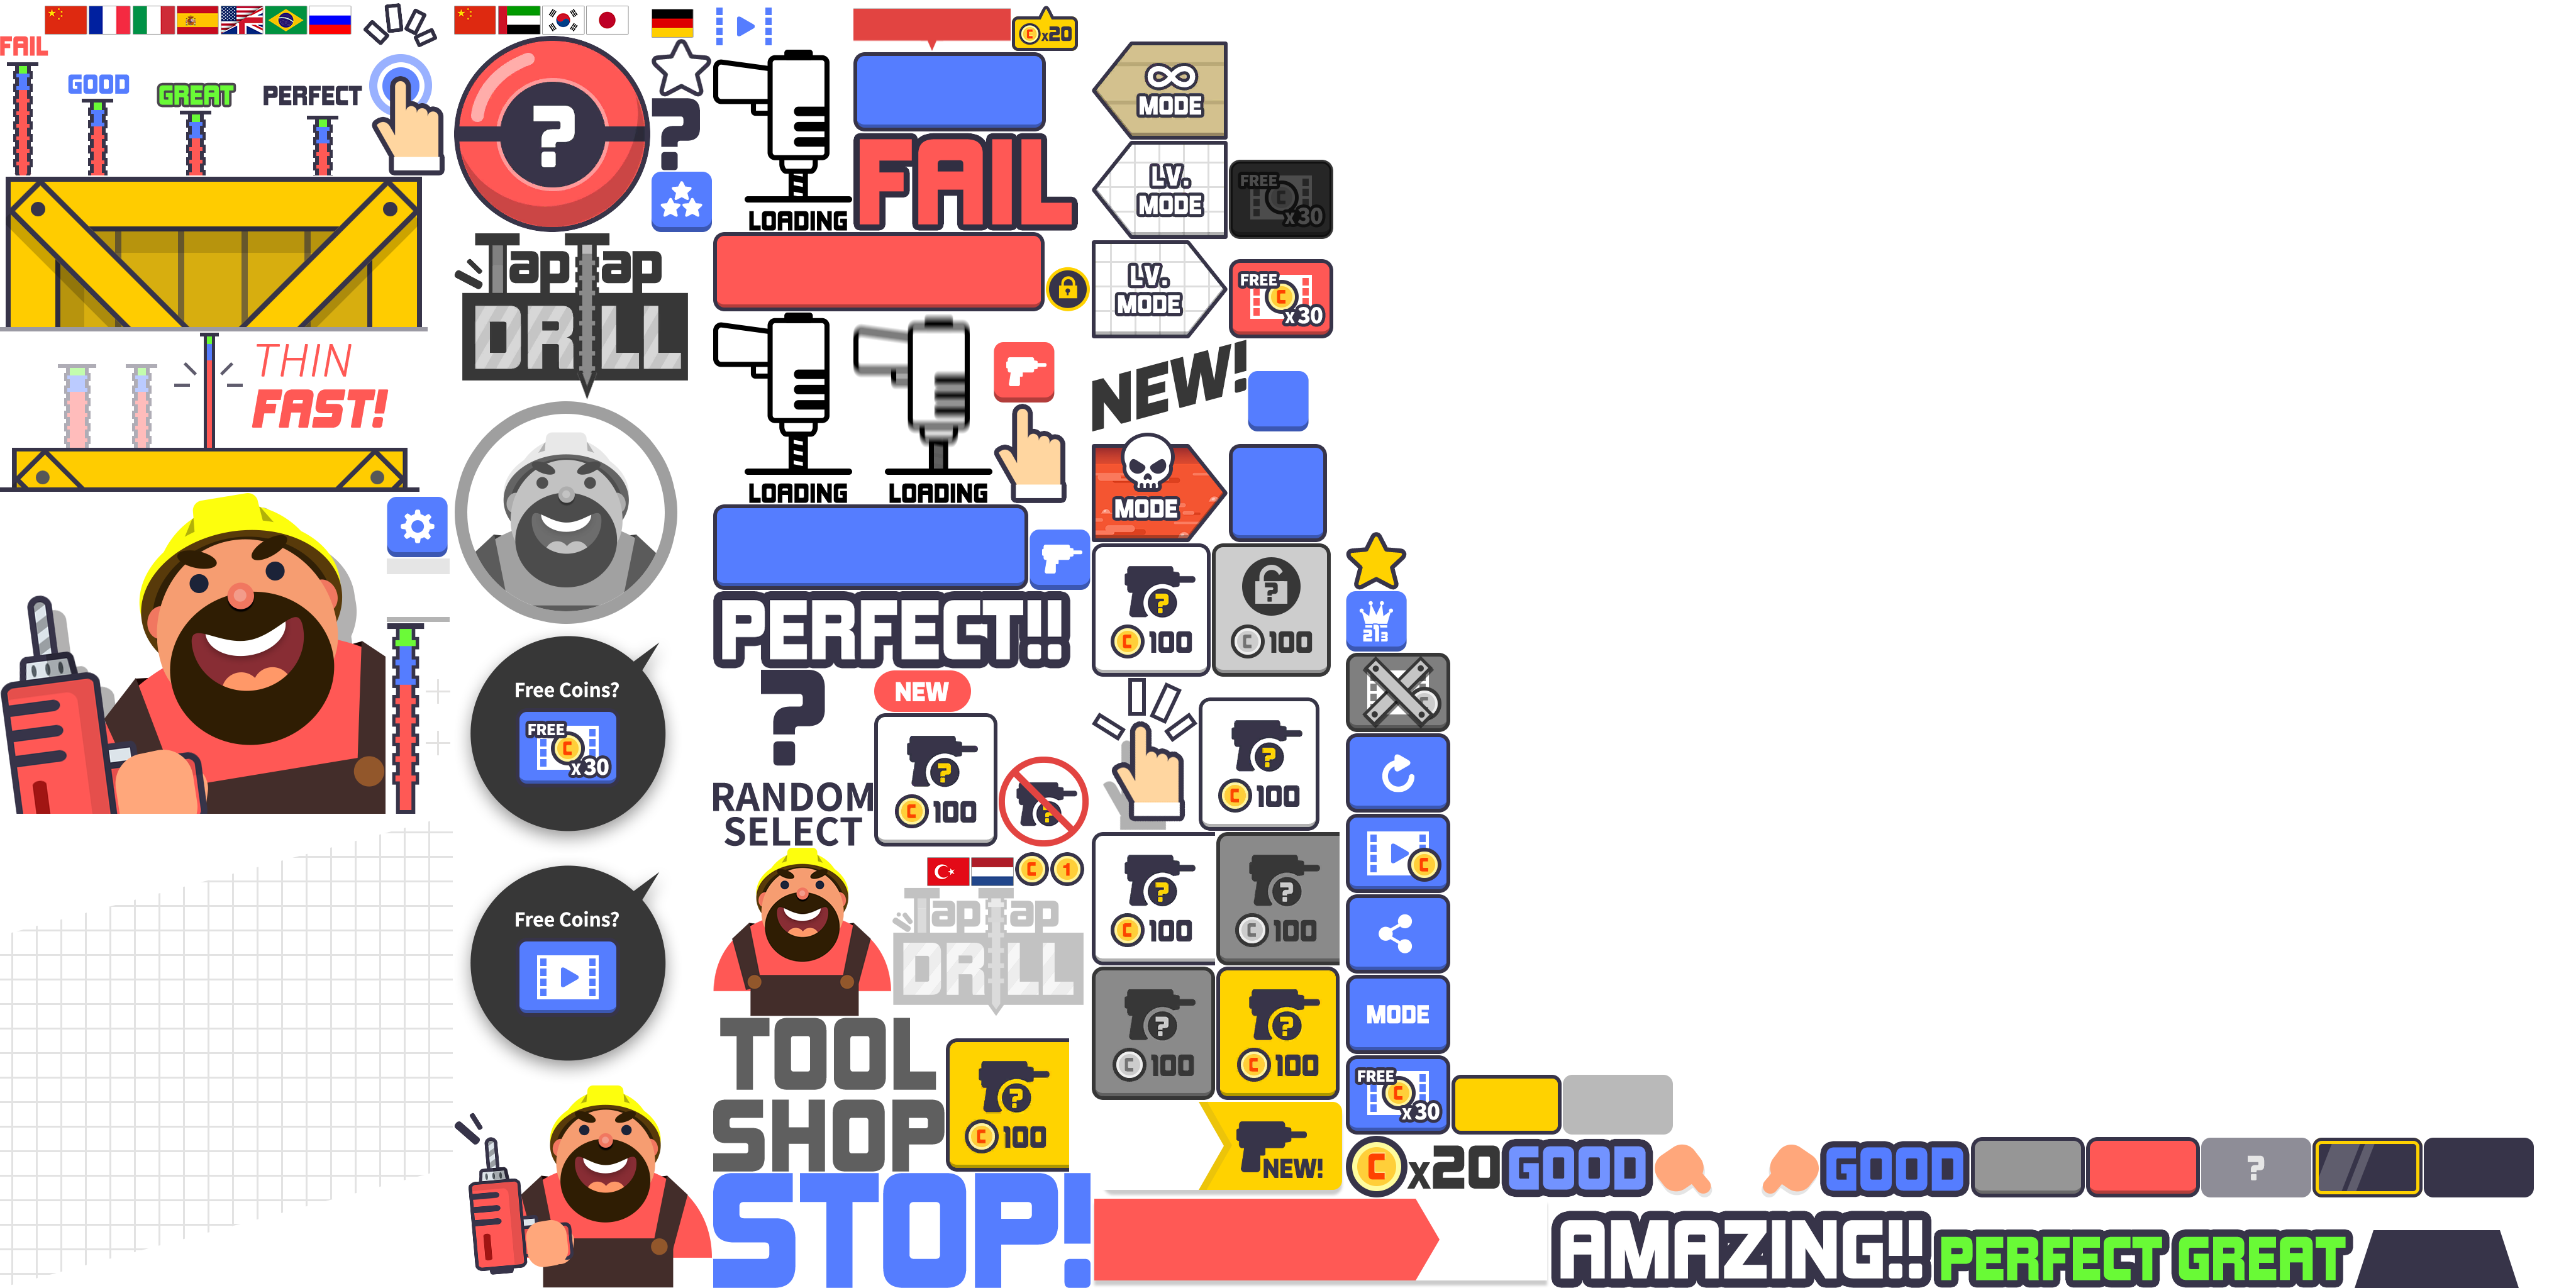 FAIL
GOOD
GREAT
PERFECT
THIN
FAST!
?
Tap Tap
DRILL
Free Coins?
FREE
C
x30
Free Coins?
?
LOADING
C x20
FAIL
LOADING
LOADING
PERFECT!!
?
RANDOM
SELECT
NEW
?
C 100
?
C
1
Tap Tap
DRILL
TOOL
SHOP
?
C 100
STOP!
MODE
LV.
MODE
FREE
C
x30
LV.
MODE
FREE
C
x30
NEW!
MODE
?
C 100
?
C 100
?
C 100
?
C 100
?
C 100
?
C 100
?
C 100
NEW!
213
C
C
MODE
FREE
C
x30
C x20
GOOD
GOOD
?
AMAZING!!
PERFECT
GREAT